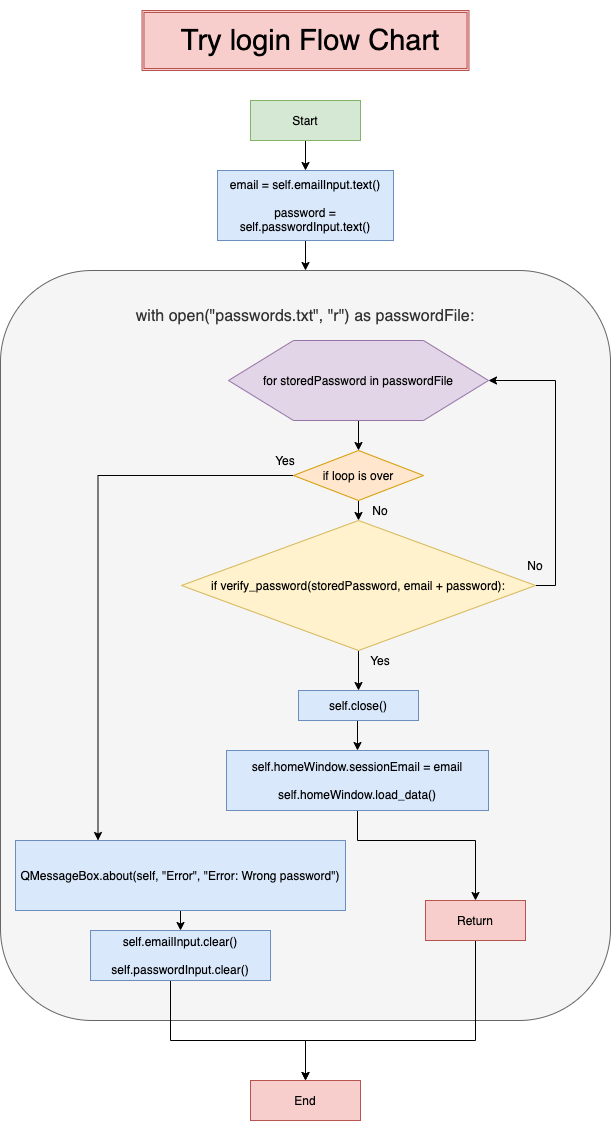 Try login Flow Chart
Start
email = self.emailInput.text()
password =
self.passwordInput.text()
with open("passwords.txt", "r") as passwordFile:
for storedPassword in passwordFile
Yes
if loop is over
No
No
if verify_password(storedPassword, email + password):
Yes
self.close()
self.homeWindow.sessionEmail = email
self.homeWindow.load_data()
QMessageBox.about(self, "Error", "Error: Wrong password")
Return
self.emailInput.clear()
self.passwordInput.clear()
End